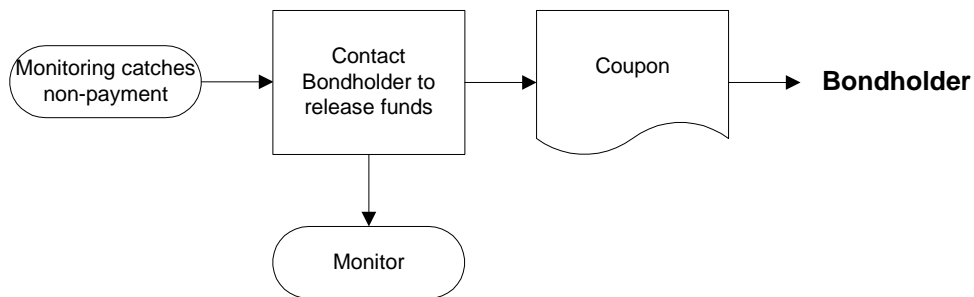 Monitoring catches
non-payment
Contact
Bondholder to
release funds
Coupon
Bondholder
Monitor